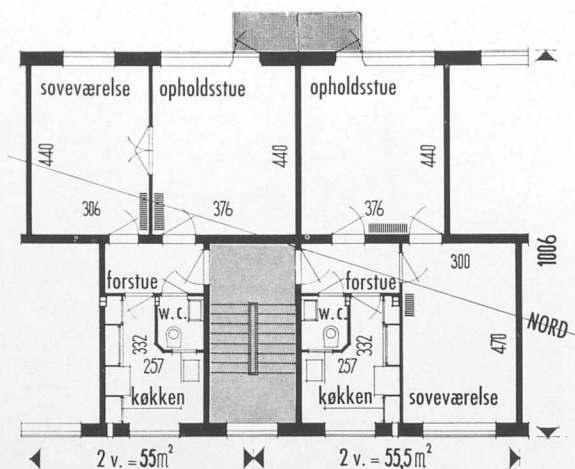 soveværelse
opholdsstue
opholdsstue
440
440
440
306
376
376
300
1006
forstue
forstue
w.c.
w.c.
NORD
332
332
470
257
257
køkken
køkken
soveværelse
2 v. = 55m²
2 v. = 55,5m²